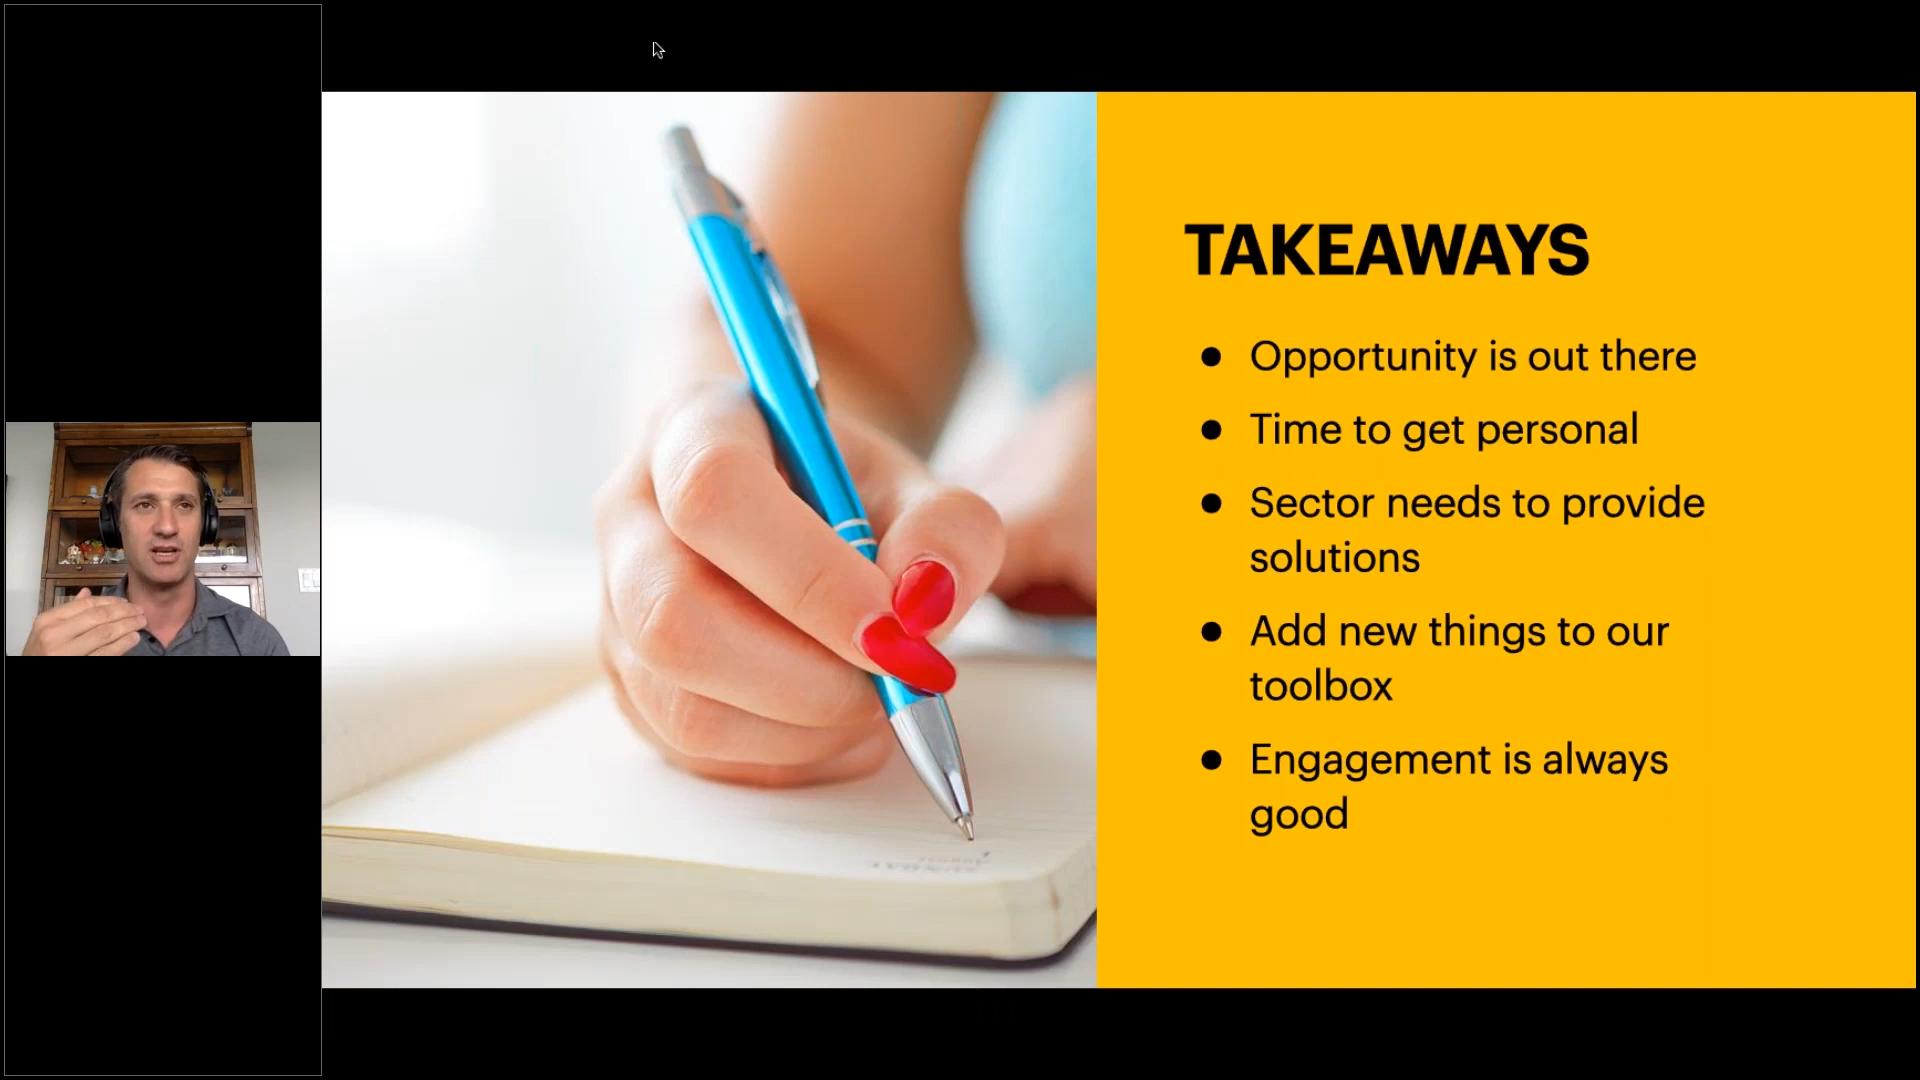 TAKEAWAYS
● Opportunity is out there
● Time to get personal
● Sector needs to provide
solutions
● Add new things to our
toolbox
● Engagement is always
good